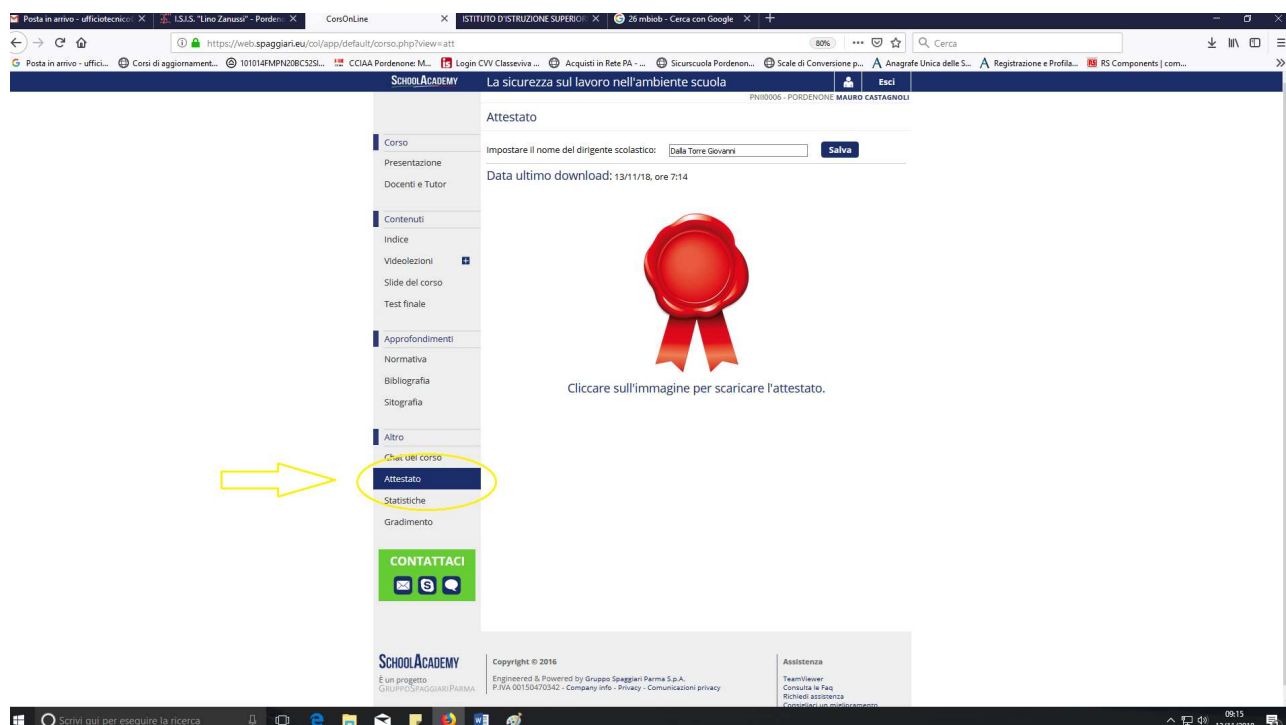 Posta in arrivo - ufficiotecnico
I.S.I.S. "Lino Zanussi" - Pordeno
CorsOnLine
ISTITUTO D'ISTRUZIONE SUPERIOR
26 mbiob - Cerca con Google
https://web.spaggiari.eu/col/app/default/corso.php?view=att
80%
Cerca
Posta in arrivo - uffici...
Corsi di aggiornament...
101014FMPN20BC52SI...
CCIAA Pordenone: M...
Login CVV Classeviva ...
Acquisti in Rete PA - ...
Sicurscuola Pordenon...
Scale di Conversione p...
Anagrafe Unica delle S...
Registrazione e Profila...
RS Components | com...
SCHOOLACADEMY
La sicurezza sul lavoro nell'ambiente scuola
Esci
PNII0006 - PORDENONE MAURO CASTAGNOLI
Attestato
Corso
Presentazione
Docenti e Tutor
Impostare il nome del dirigente scolastico: Dalla Torre Giovanni Salva
Data ultimo download: 13/11/18, ore 7:14
Contenuti
Indice
Videolezioni
Slide del corso
Test finale
Approfondimenti
Normativa
Bibliografia
Sitografia
Cliccare sull'immagine per scaricare l'attestato.
Altro
Chat del corso
Attestato
Statistiche
Gradimento
CONTATTACI
SCHOOLACADEMY
È un progetto
GRUPPOSPAGGIARIPARMA
Copyright © 2016
Engineered & Powered by Gruppo Spaggiari Parma S.p.A.
P.IVA 00150470342 - Company info - Privacy - Comunicazioni privacy
Assistenza
TeamViewer
Consulta le Faq
Richiedi assistenza
Consigliaci un miglioramento
Scrivi qui per eseguire la ricerca
09:15
13/11/2018